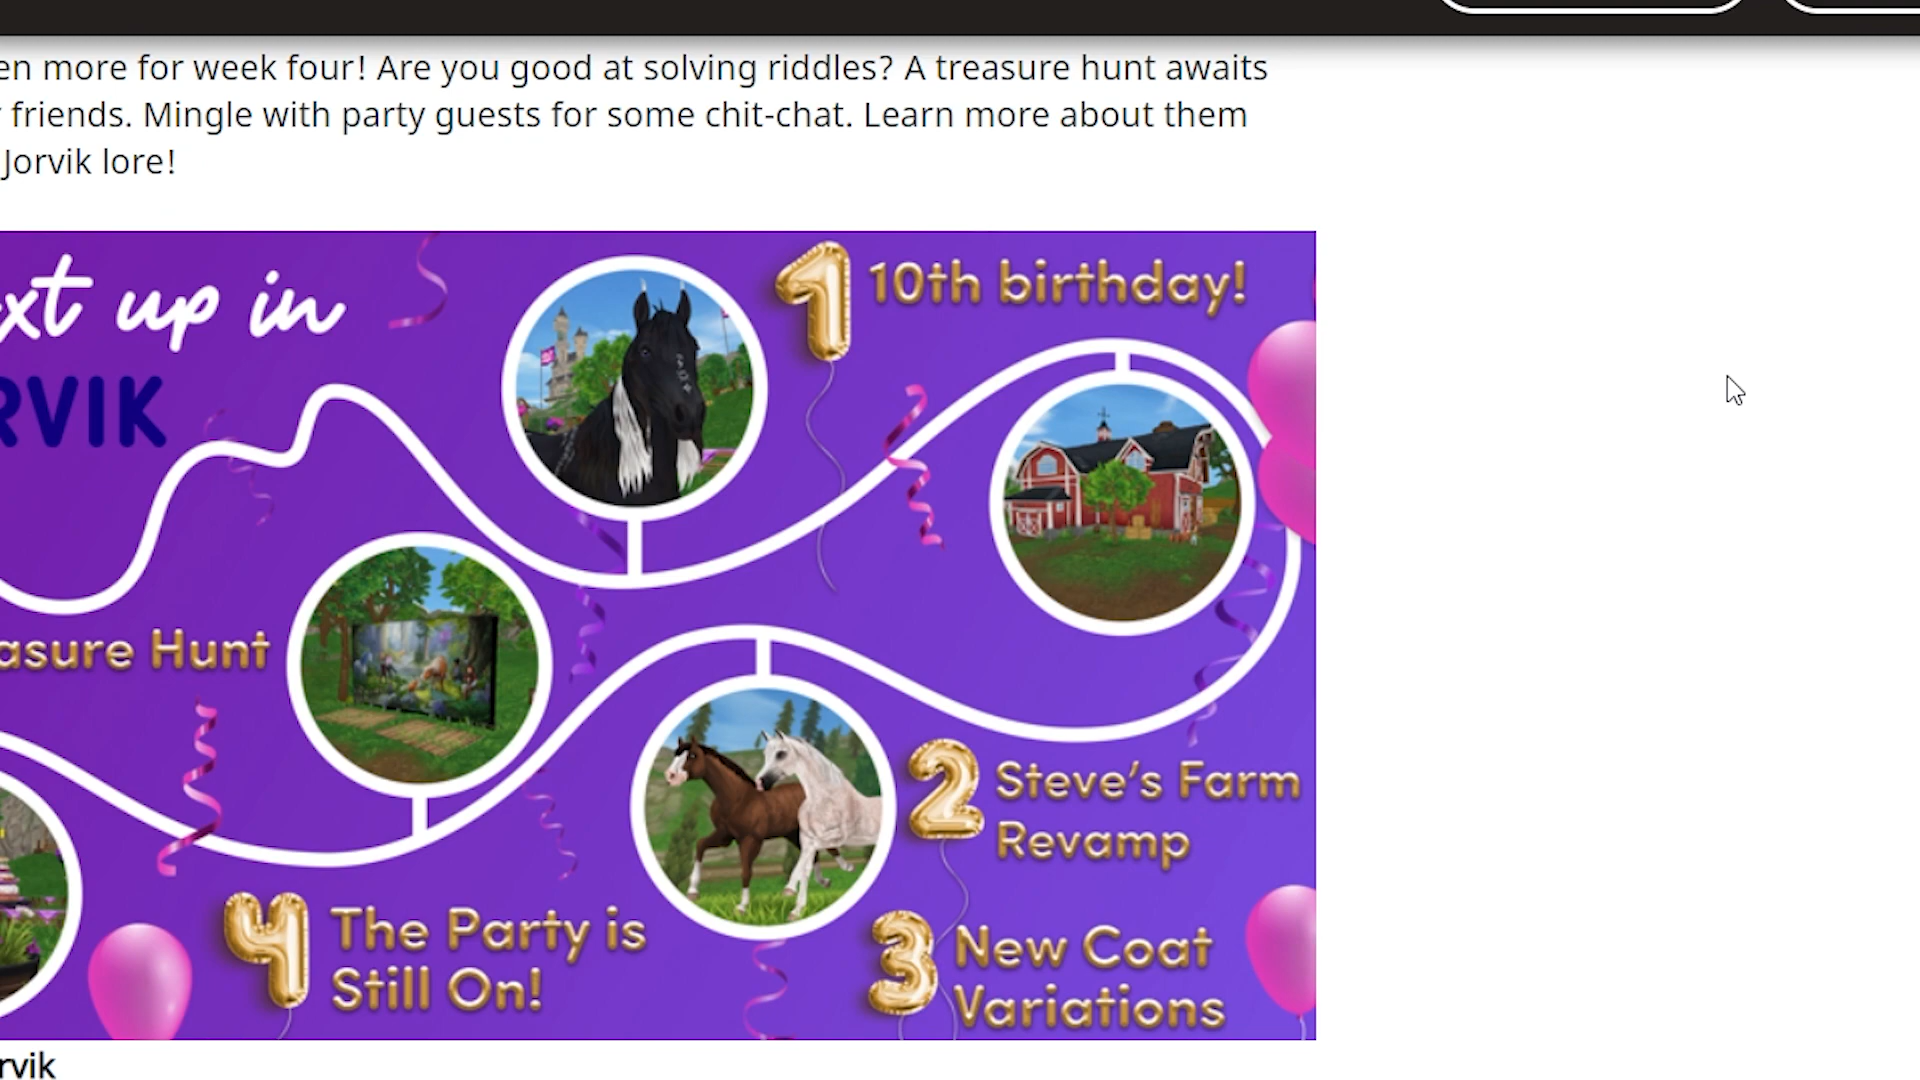 en more for week four! Are you good at solving riddles? A treasure hunt awaits
friends. Mingle with party guests for some chit-chat. Learn more about them
Jorvik lore!
xt up in
RVIK
1 10th birthday!
asure Hunt
2 Steve's Farm
Revamp
4 The Party is
Still On!
3 New Coat
Variations
rvik